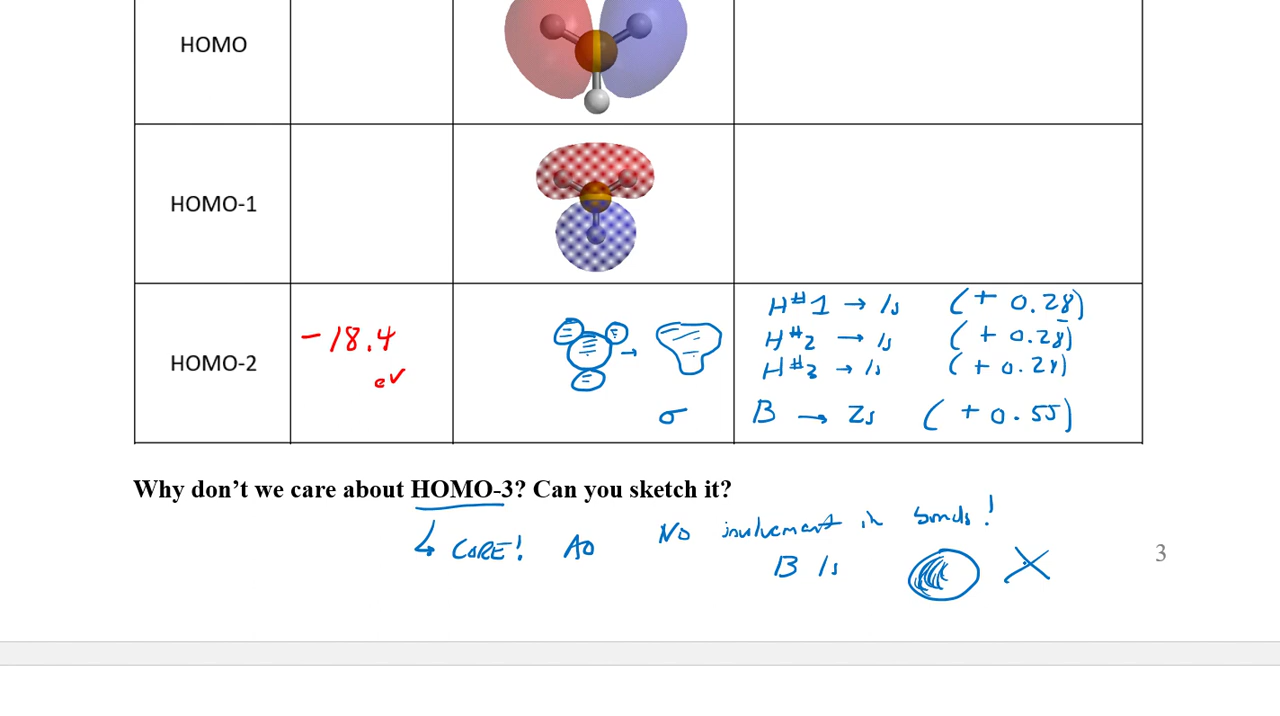 HOMO
HOMO-1
HOMO-2
-18.4
eV
σ
H#1 → 1s (+ 0.28)
H#2 → 1s (+ 0.28)
H#3 → 1s (+ 0.28)
B → 2s (+ 0.55)
Why don't we care about HOMO-3? Can you sketch it?
↳ CORE! AO No involvement in bonds!
B 1s
3